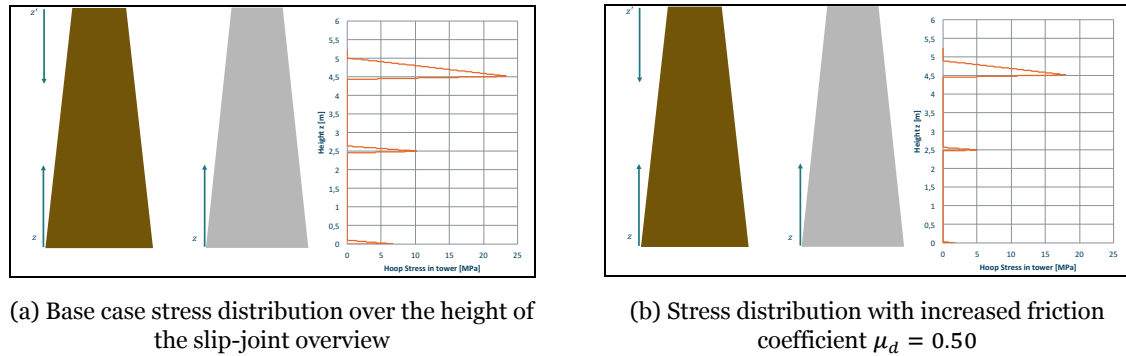 z'
z
z
6
5,5
5
4,5
4
3,5
3
2,5
2
1,5
1
0,5
0
Height z [m]
0 5 10 15 20 25
Hoop Stress in tower [MPa]
(a) Base case stress distribution over the height of
the slip-joint overview
z'
z
z
6
5,5
5
4,5
4
3,5
3
2,5
2
1,5
1
0,5
0
Height z [m]
0 5 10 15 20 25
Hoop Stress in tower [MPa]
(b) Stress distribution with increased friction
coefficient μ_d = 0.50